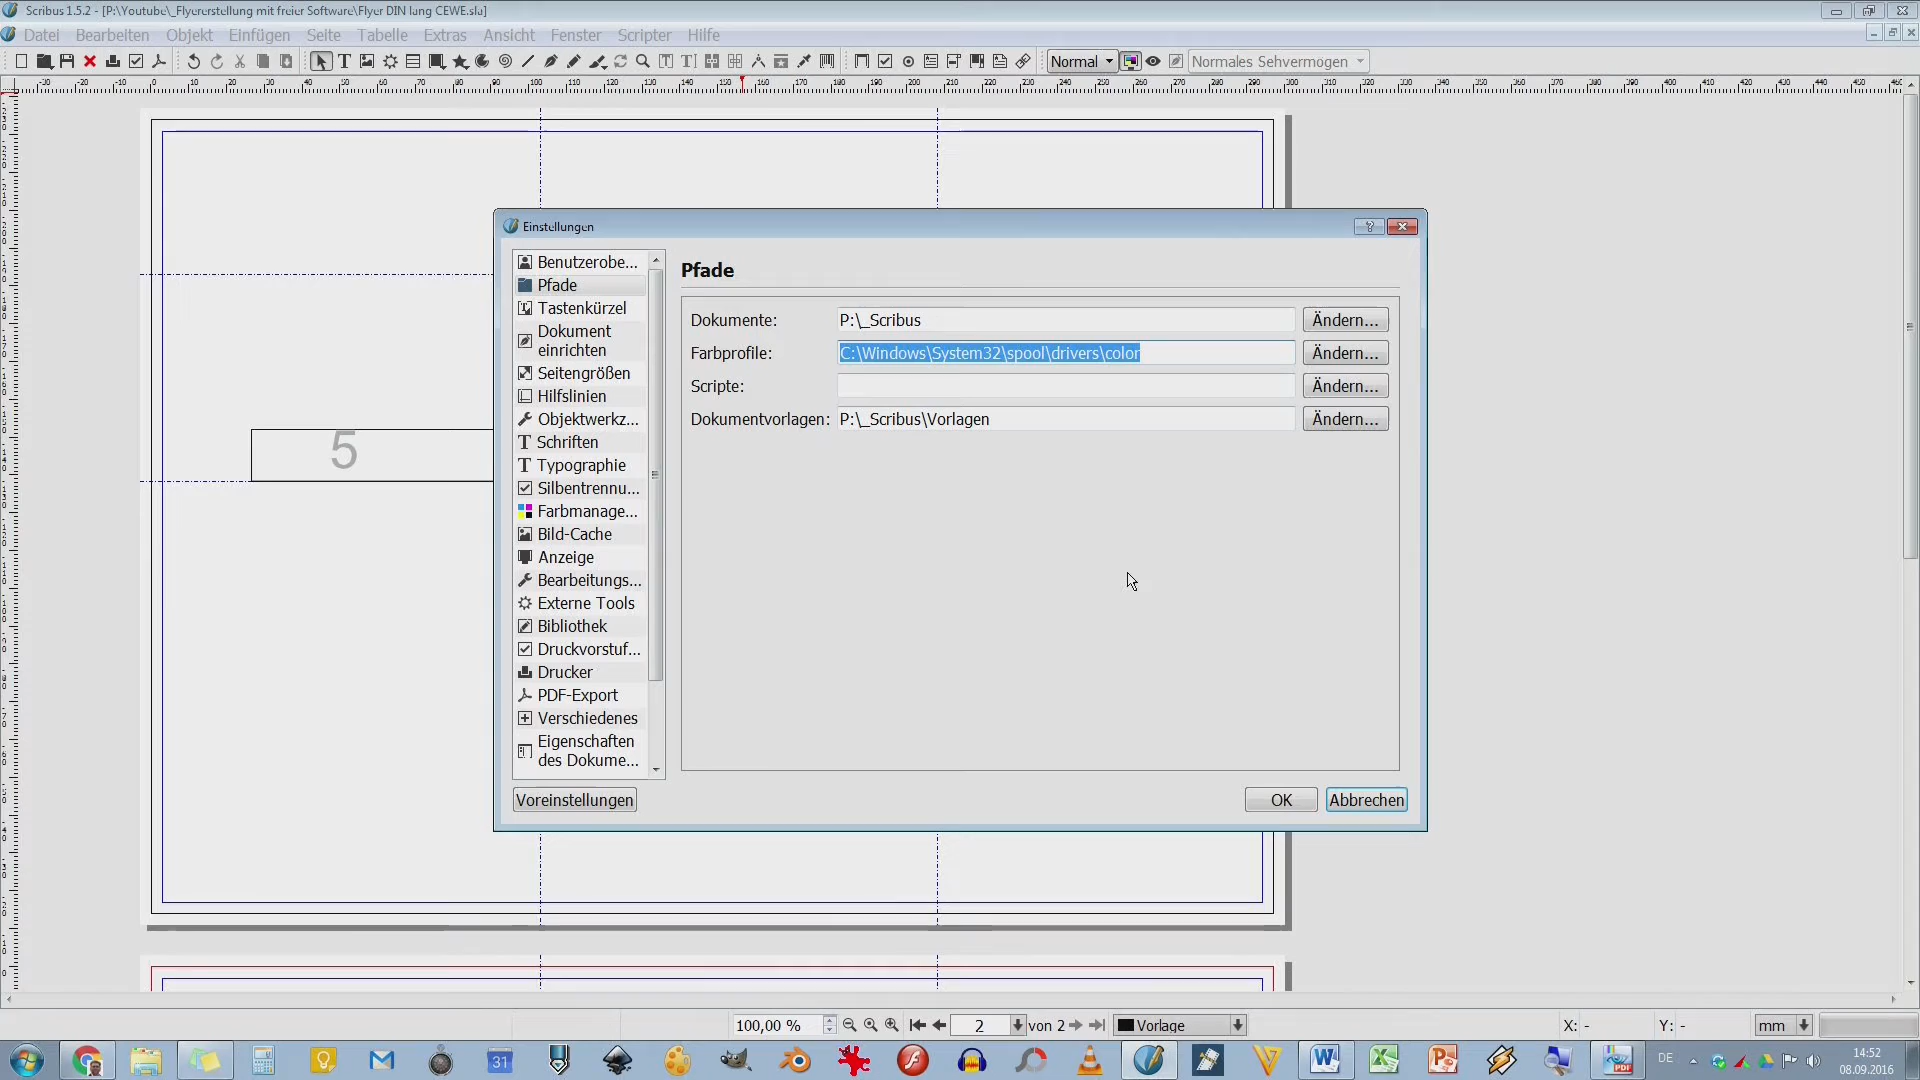 Scribus 1.5.2 - [P:\Youtube\_Flyererstellung mit freier Software\Flyer DIN lang CEWE.sla]
Datei Bearbeiten Objekt Einfügen Seite Tabelle Extras Ansicht Fenster Scripter Hilfe
Normal Normales Sehvermögen
5
Einstellungen
Benutzerobe...
Pfade
Tastenkürzel
Dokument
einrichten
Seitengrößen
Hilfslinien
Objektwerkz...
Schriften
Typographie
Silbentrennu...
Farbmanage...
Bild-Cache
Anzeige
Bearbeitungs...
Externe Tools
Bibliothek
Druckvorstuf...
Drucker
PDF-Export
Verschiedenes
Eigenschaften
des Dokume...
Pfade
Dokumente: P:\_Scribus Ändern...
Farbprofile: C:\Windows\System32\spool\drivers\color Ändern...
Scripte: Ändern...
Dokumentvorlagen: P:\_Scribus\Vorlagen Ändern...
Voreinstellungen OK Abbrechen
100,00 % 2 von 2 Vorlage X: - Y: - mm
DE 14:52
08.09.2016